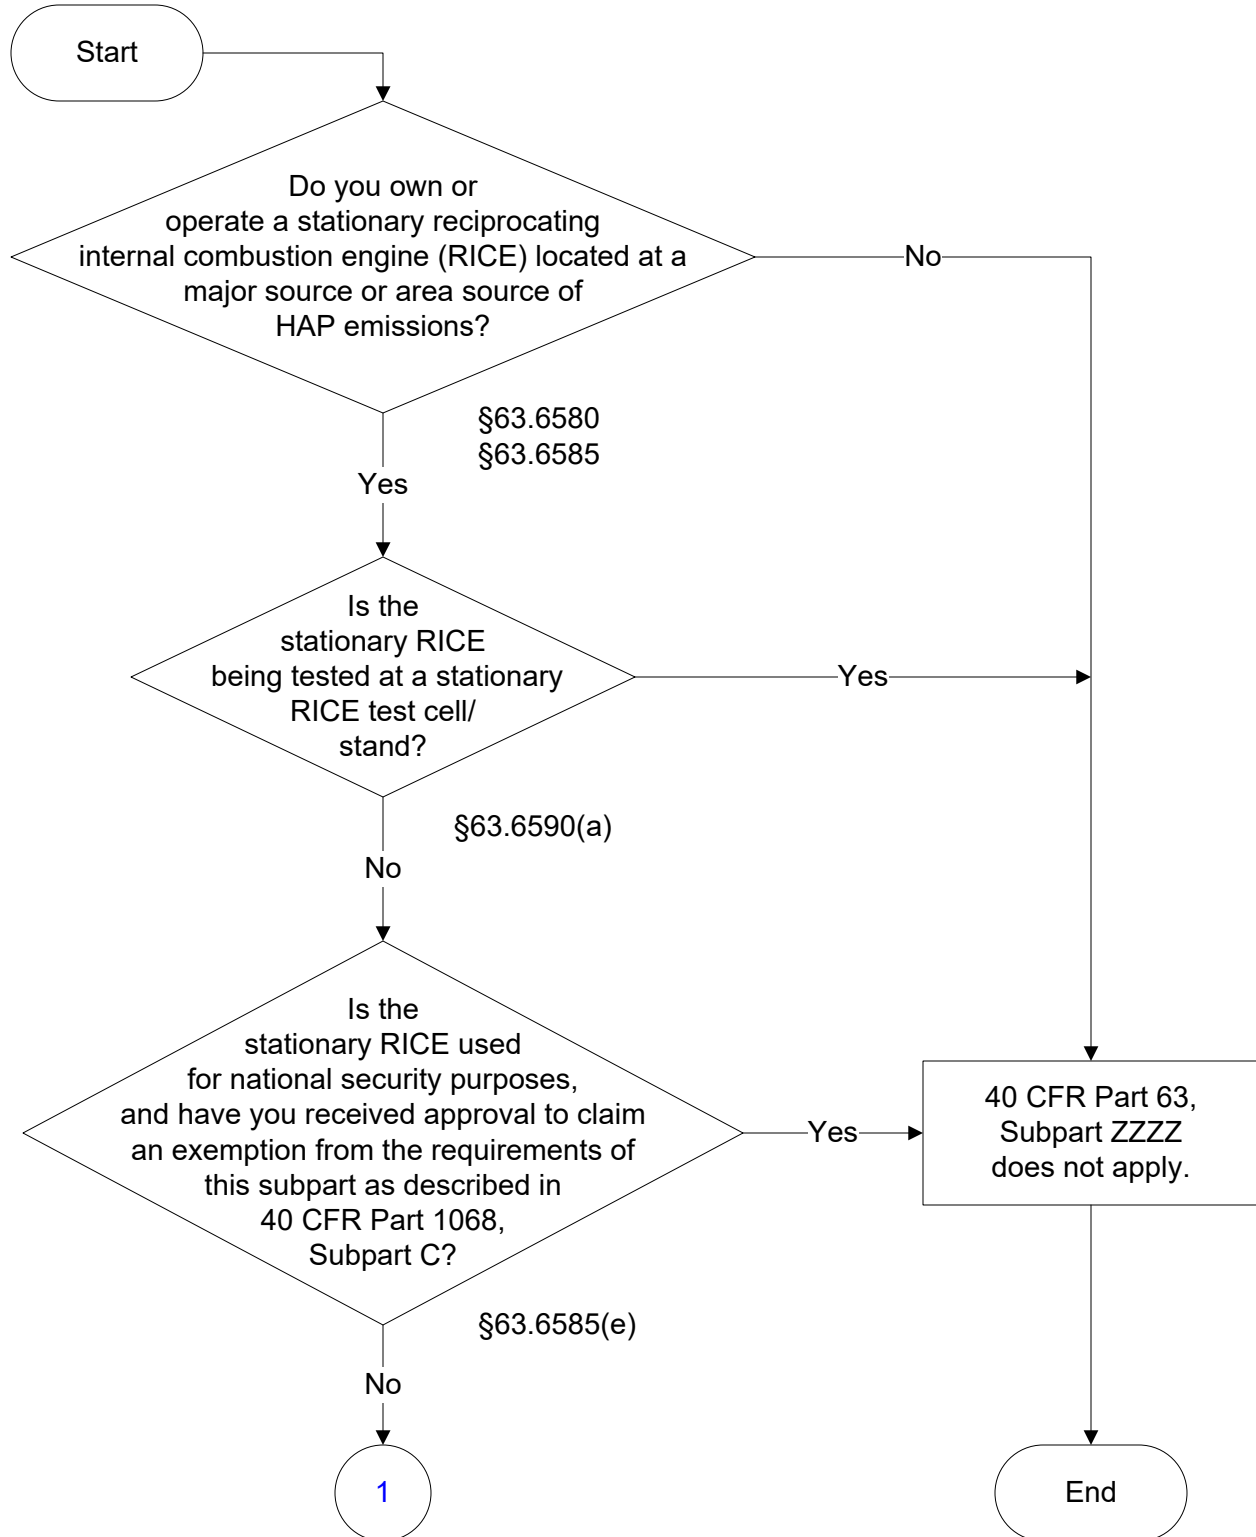 Start
Do you own or
operate a stationary reciprocating
internal combustion engine (RICE) located at a
major source or area source of
HAP emissions?
No
§63.6580
§63.6585
Yes
Is the
stationary RICE
being tested at a stationary
RICE test cell/
stand?
Yes
§63.6590(a)
No
Is the
stationary RICE used
for national security purposes,
and have you received approval to claim
an exemption from the requirements of
this subpart as described in
40 CFR Part 1068,
Subpart C?
Yes
40 CFR Part 63,
Subpart ZZZZ
does not apply.
§63.6585(e)
No
1
End